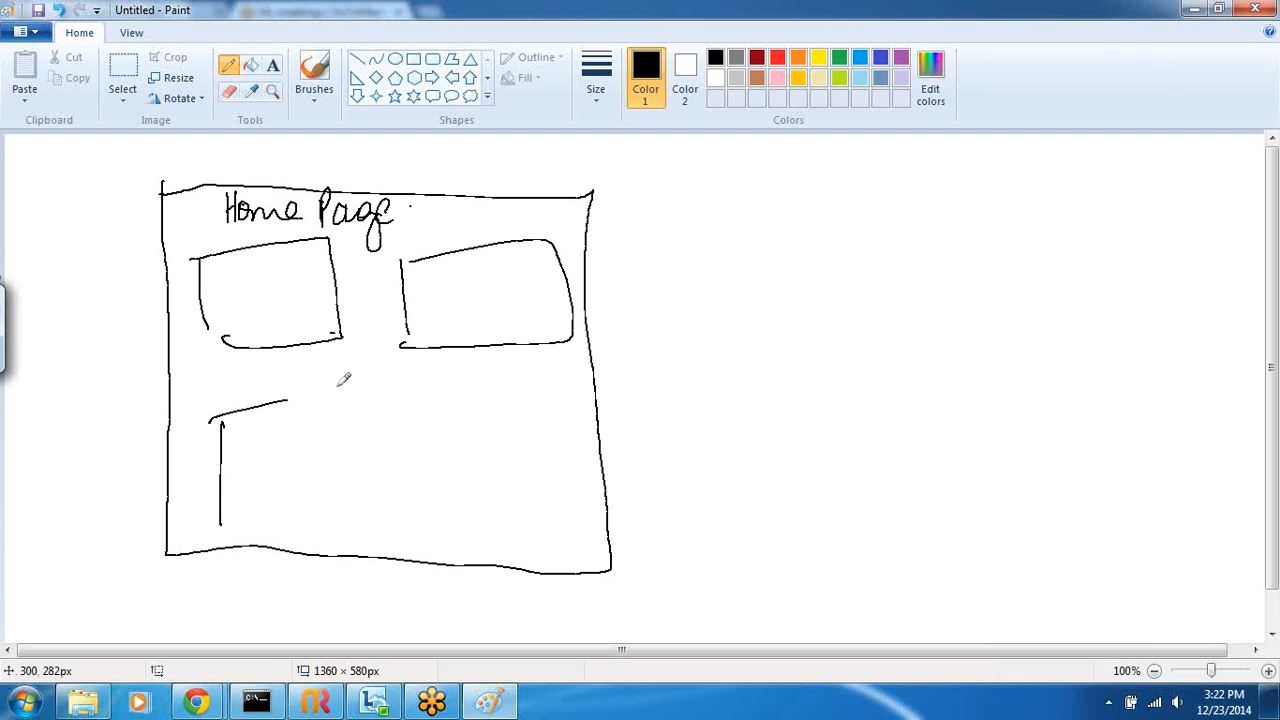 Untitled - Paint
Home
View
Cut
Copy
Paste
Clipboard
Crop
Resize
Rotate
Select
Image
Tools
Brushes
Outline
Fill
Shapes
Size
Color
1
Color
2
Edit
colors
Colors
Home Page
300, 282px
1360 × 580px
100%
3:22 PM
12/23/2014